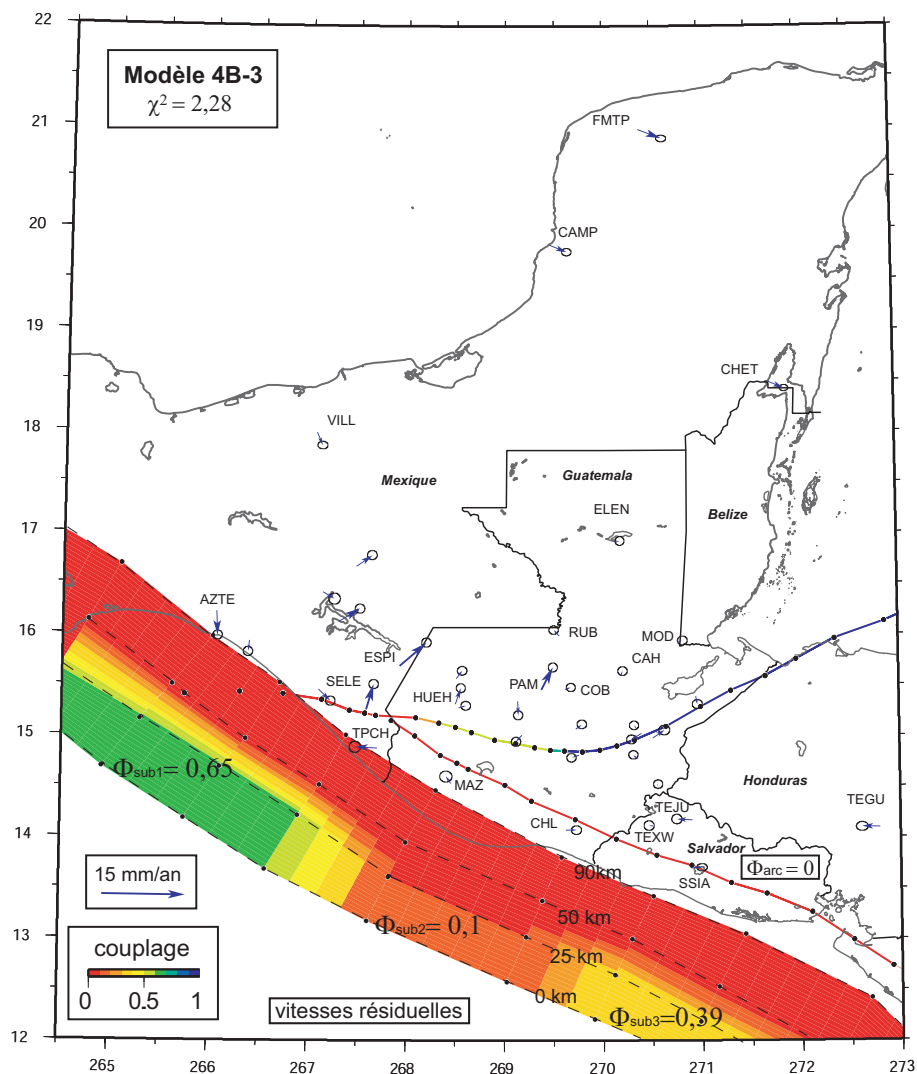 22
21
20
19
18
17
16
15
14
13
12
Modèle 4B-3
χ² = 2,28
FMTP
CAMP
CHET
VILL
Mexique
Guatemala
ELEN
Belize
AZTE
ESPI
RUB
MOD
CAH
PAM
COB
SELE
HUEH
TPCH
Φsub1= 0,65
MAZ
Honduras
TEGU
TEJU
CHL
TEXW
Salvador
SSIA
Φarc= 0
90km
15 mm/an
50 km
Φsub2= 0,1
25 km
couplage
0 0.5 1
0 km
vitesses résiduelles
Φsub3=0,39
265 266 267 268 269 270 271 272 273